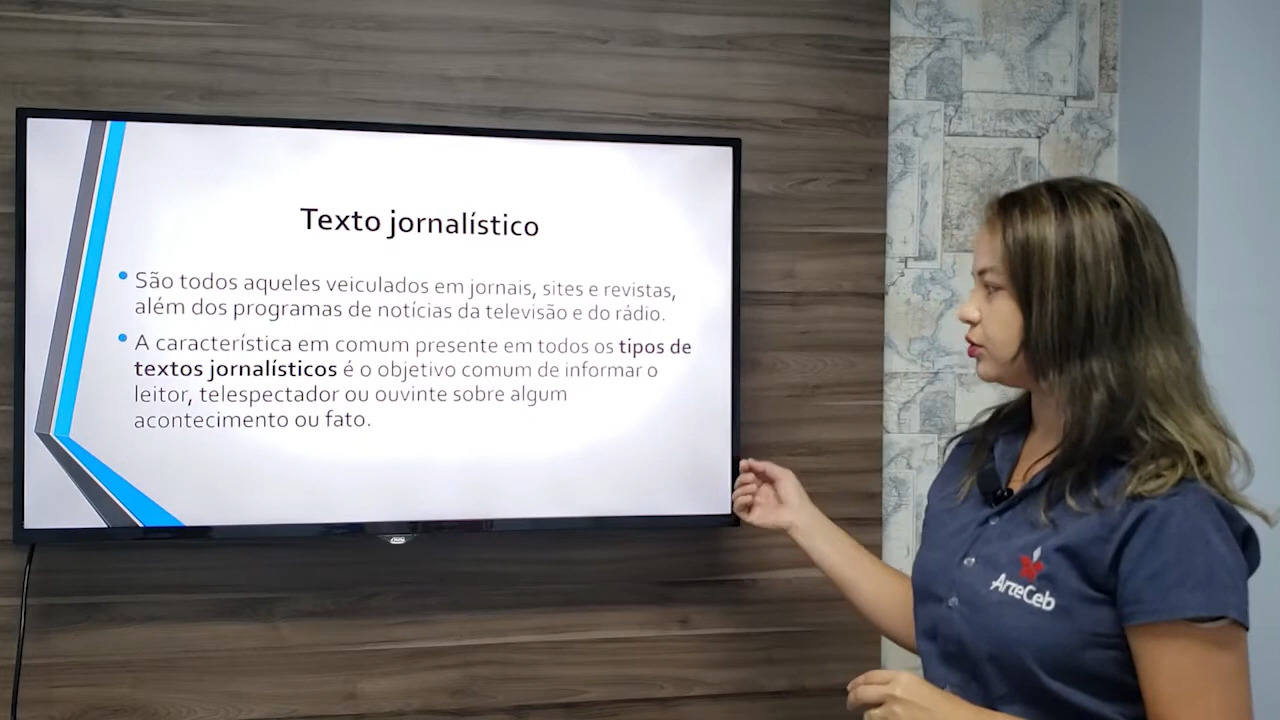 Texto jornalístico
• São todos aqueles veiculados em jornais, sites e revistas,
além dos programas de notícias da televisão e do rádio.
• A característica em comum presente em todos os tipos de
textos jornalísticos é o objetivo comum de informar o
leitor, telespectador ou ouvinte sobre algum
acontecimento ou fato.
ArteCeb